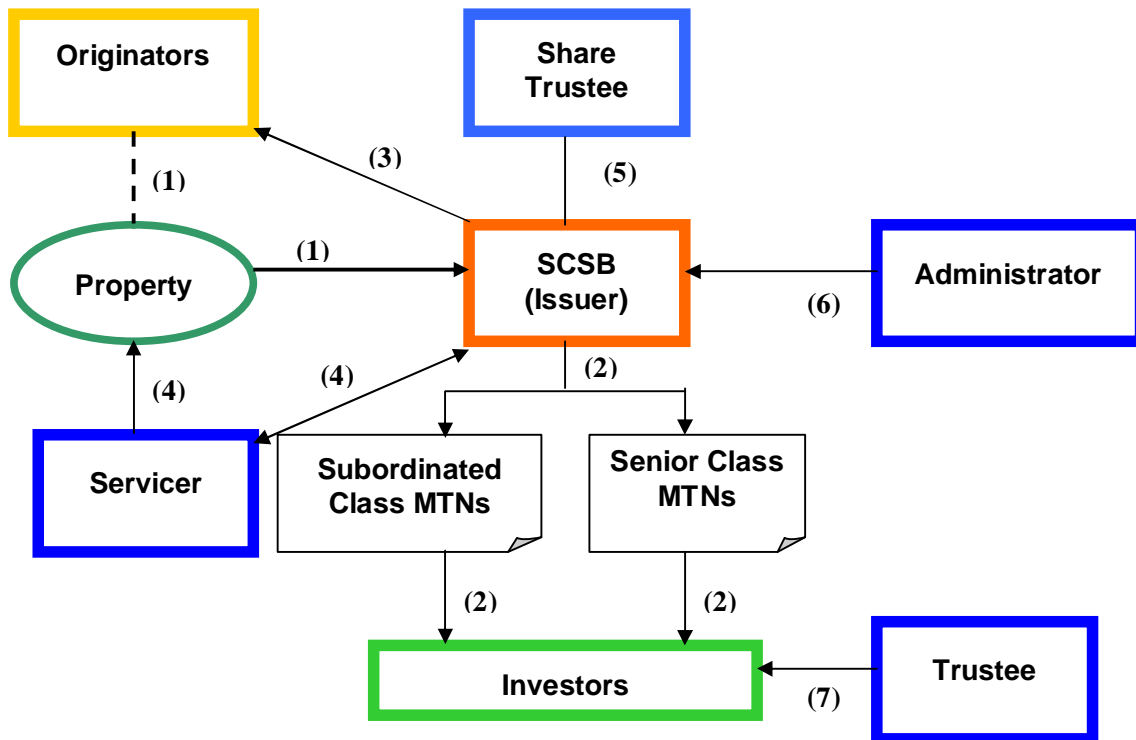 Originators
Share
Trustee
(3)
(1)
(5)
(1)
Property
SCSB
(Issuer)
Administrator
(6)
(4)
(4)
(2)
Servicer
Subordinated
Class MTNs
Senior Class
MTNs
(2)
(2)
Investors
Trustee
(7)